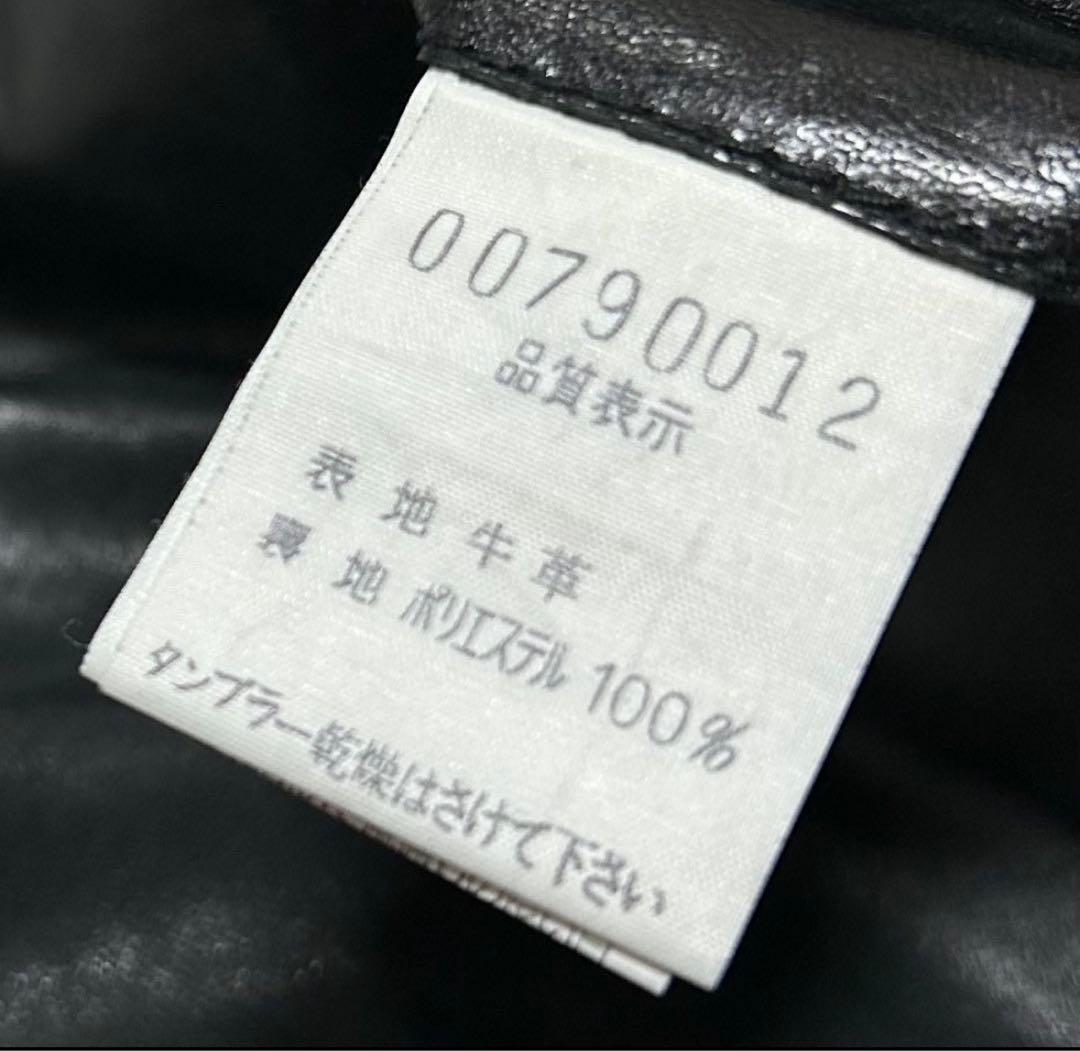 00790012
品質表示
表地 牛革
裏地 ポリエステル 100%
タンブラー乾燥はさけて下さい